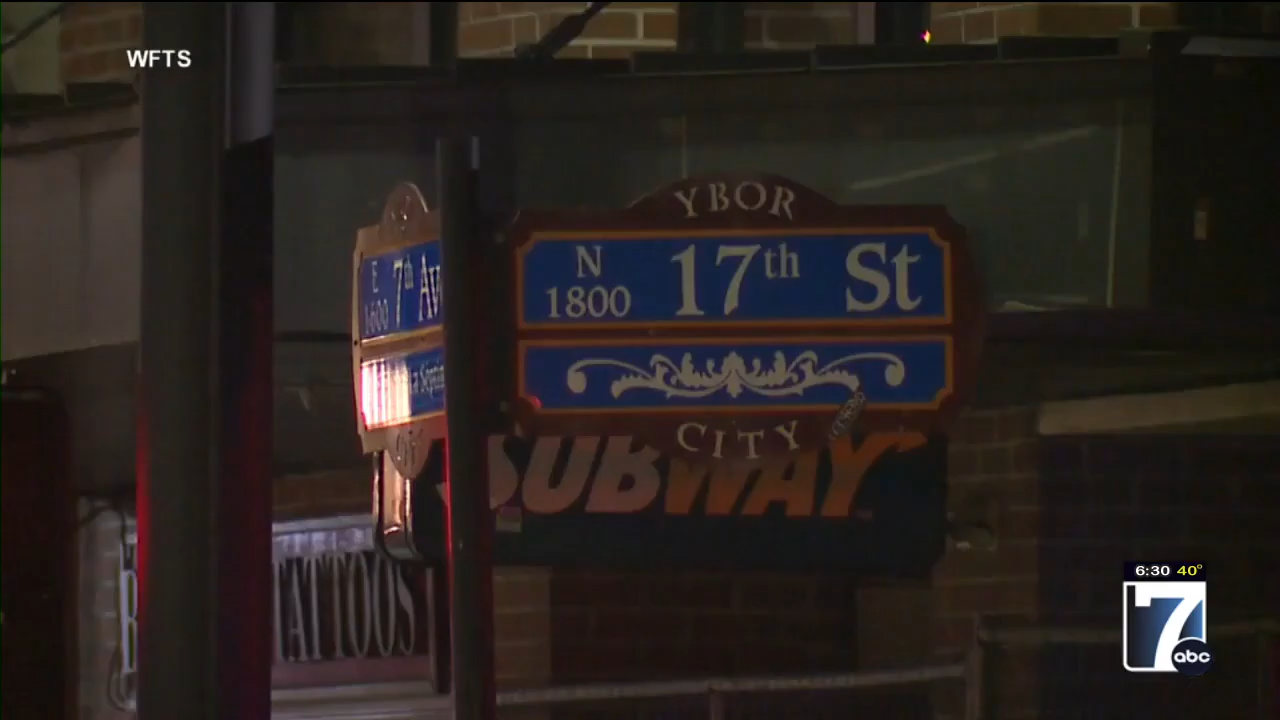 WFTS
YBOR
N
1800
17th St
CITY
E
1600
7th Av
SUBWAY
TATTOOS
6:30 40°
7
abc